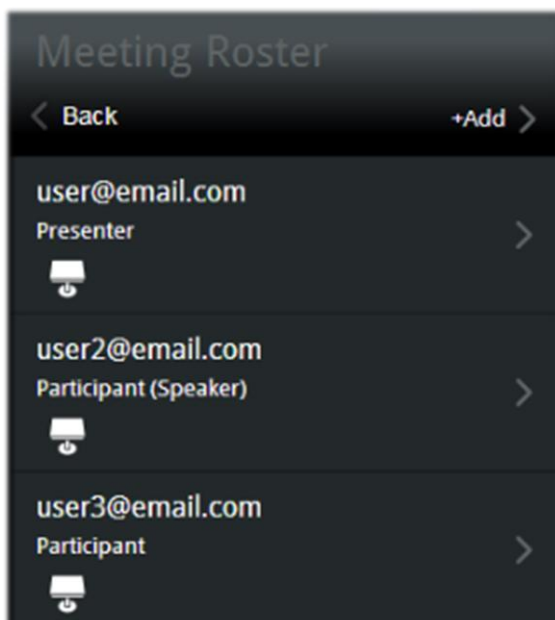 Meeting Roster
Back
+Add
user@email.com
Presenter
user2@email.com
Participant (Speaker)
user3@email.com
Participant